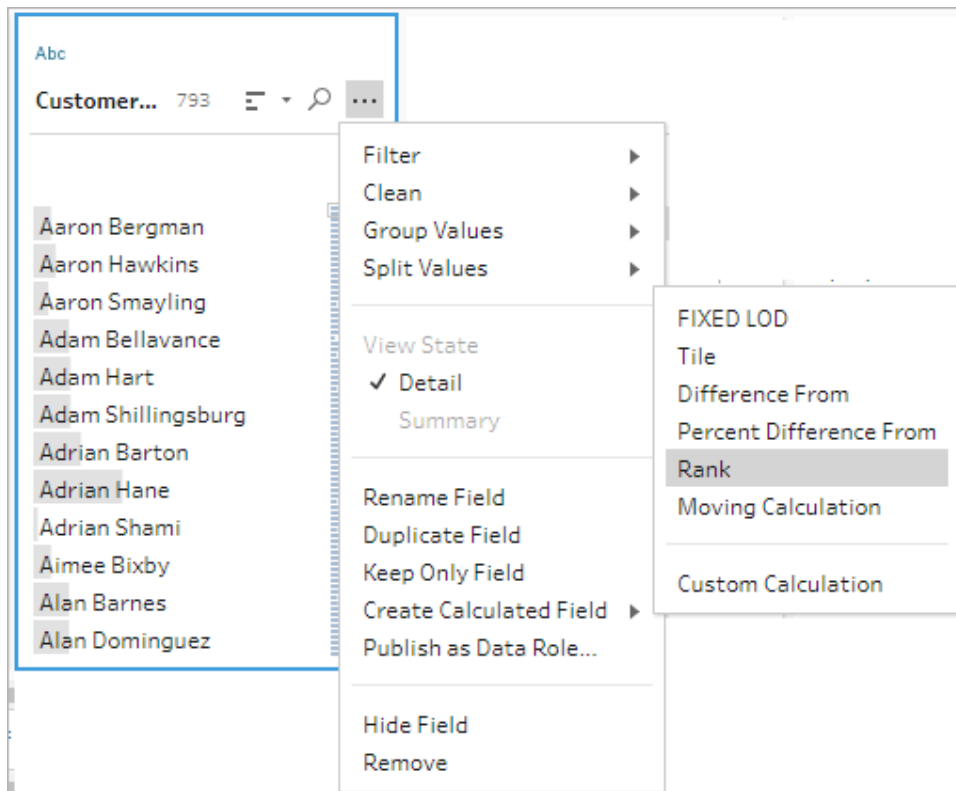 Abc
Customer... 793
Aaron Bergman
Aaron Hawkins
Aaron Smayling
Adam Bellavance
Adam Hart
Adam Shillingsburg
Adrian Barton
Adrian Hane
Adrian Shami
Aimee Bixby
Alan Barnes
Alan Dominguez
Filter
Clean
Group Values
Split Values
View State
Detail
Summary
Rename Field
Duplicate Field
Keep Only Field
Create Calculated Field
Publish as Data Role...
Hide Field
Remove
FIXED LOD
Tile
Difference From
Percent Difference From
Rank
Moving Calculation
Custom Calculation